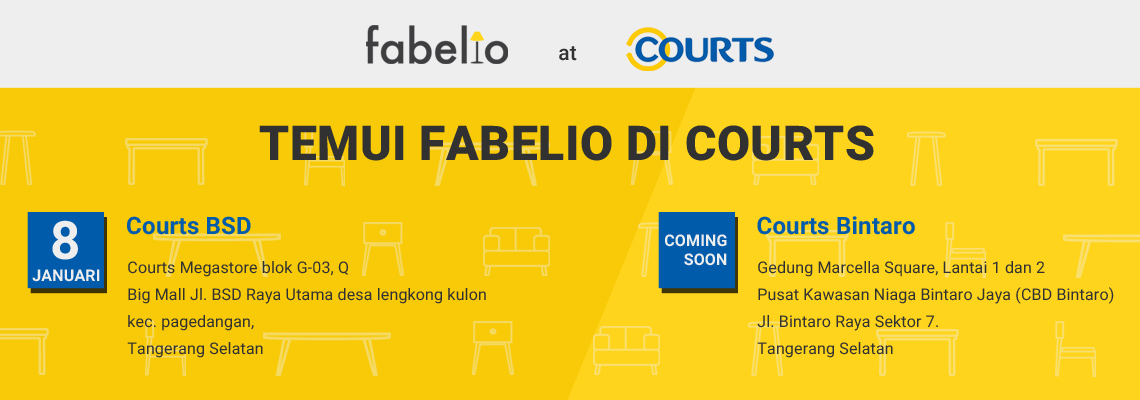 fabelio at COURTS
TEMUI FABELIO DI COURTS
8
JANUARI
Courts BSD
Courts Megastore blok G-03, Q
Big Mall Jl. BSD Raya Utama desa lengkong kulon
kec. pagedangan,
Tangerang Selatan
COMING
SOON
Courts Bintaro
Gedung Marcella Square, Lantai 1 dan 2
Pusat Kawasan Niaga Bintaro Jaya (CBD Bintaro)
Jl. Bintaro Raya Sektor 7.
Tangerang Selatan